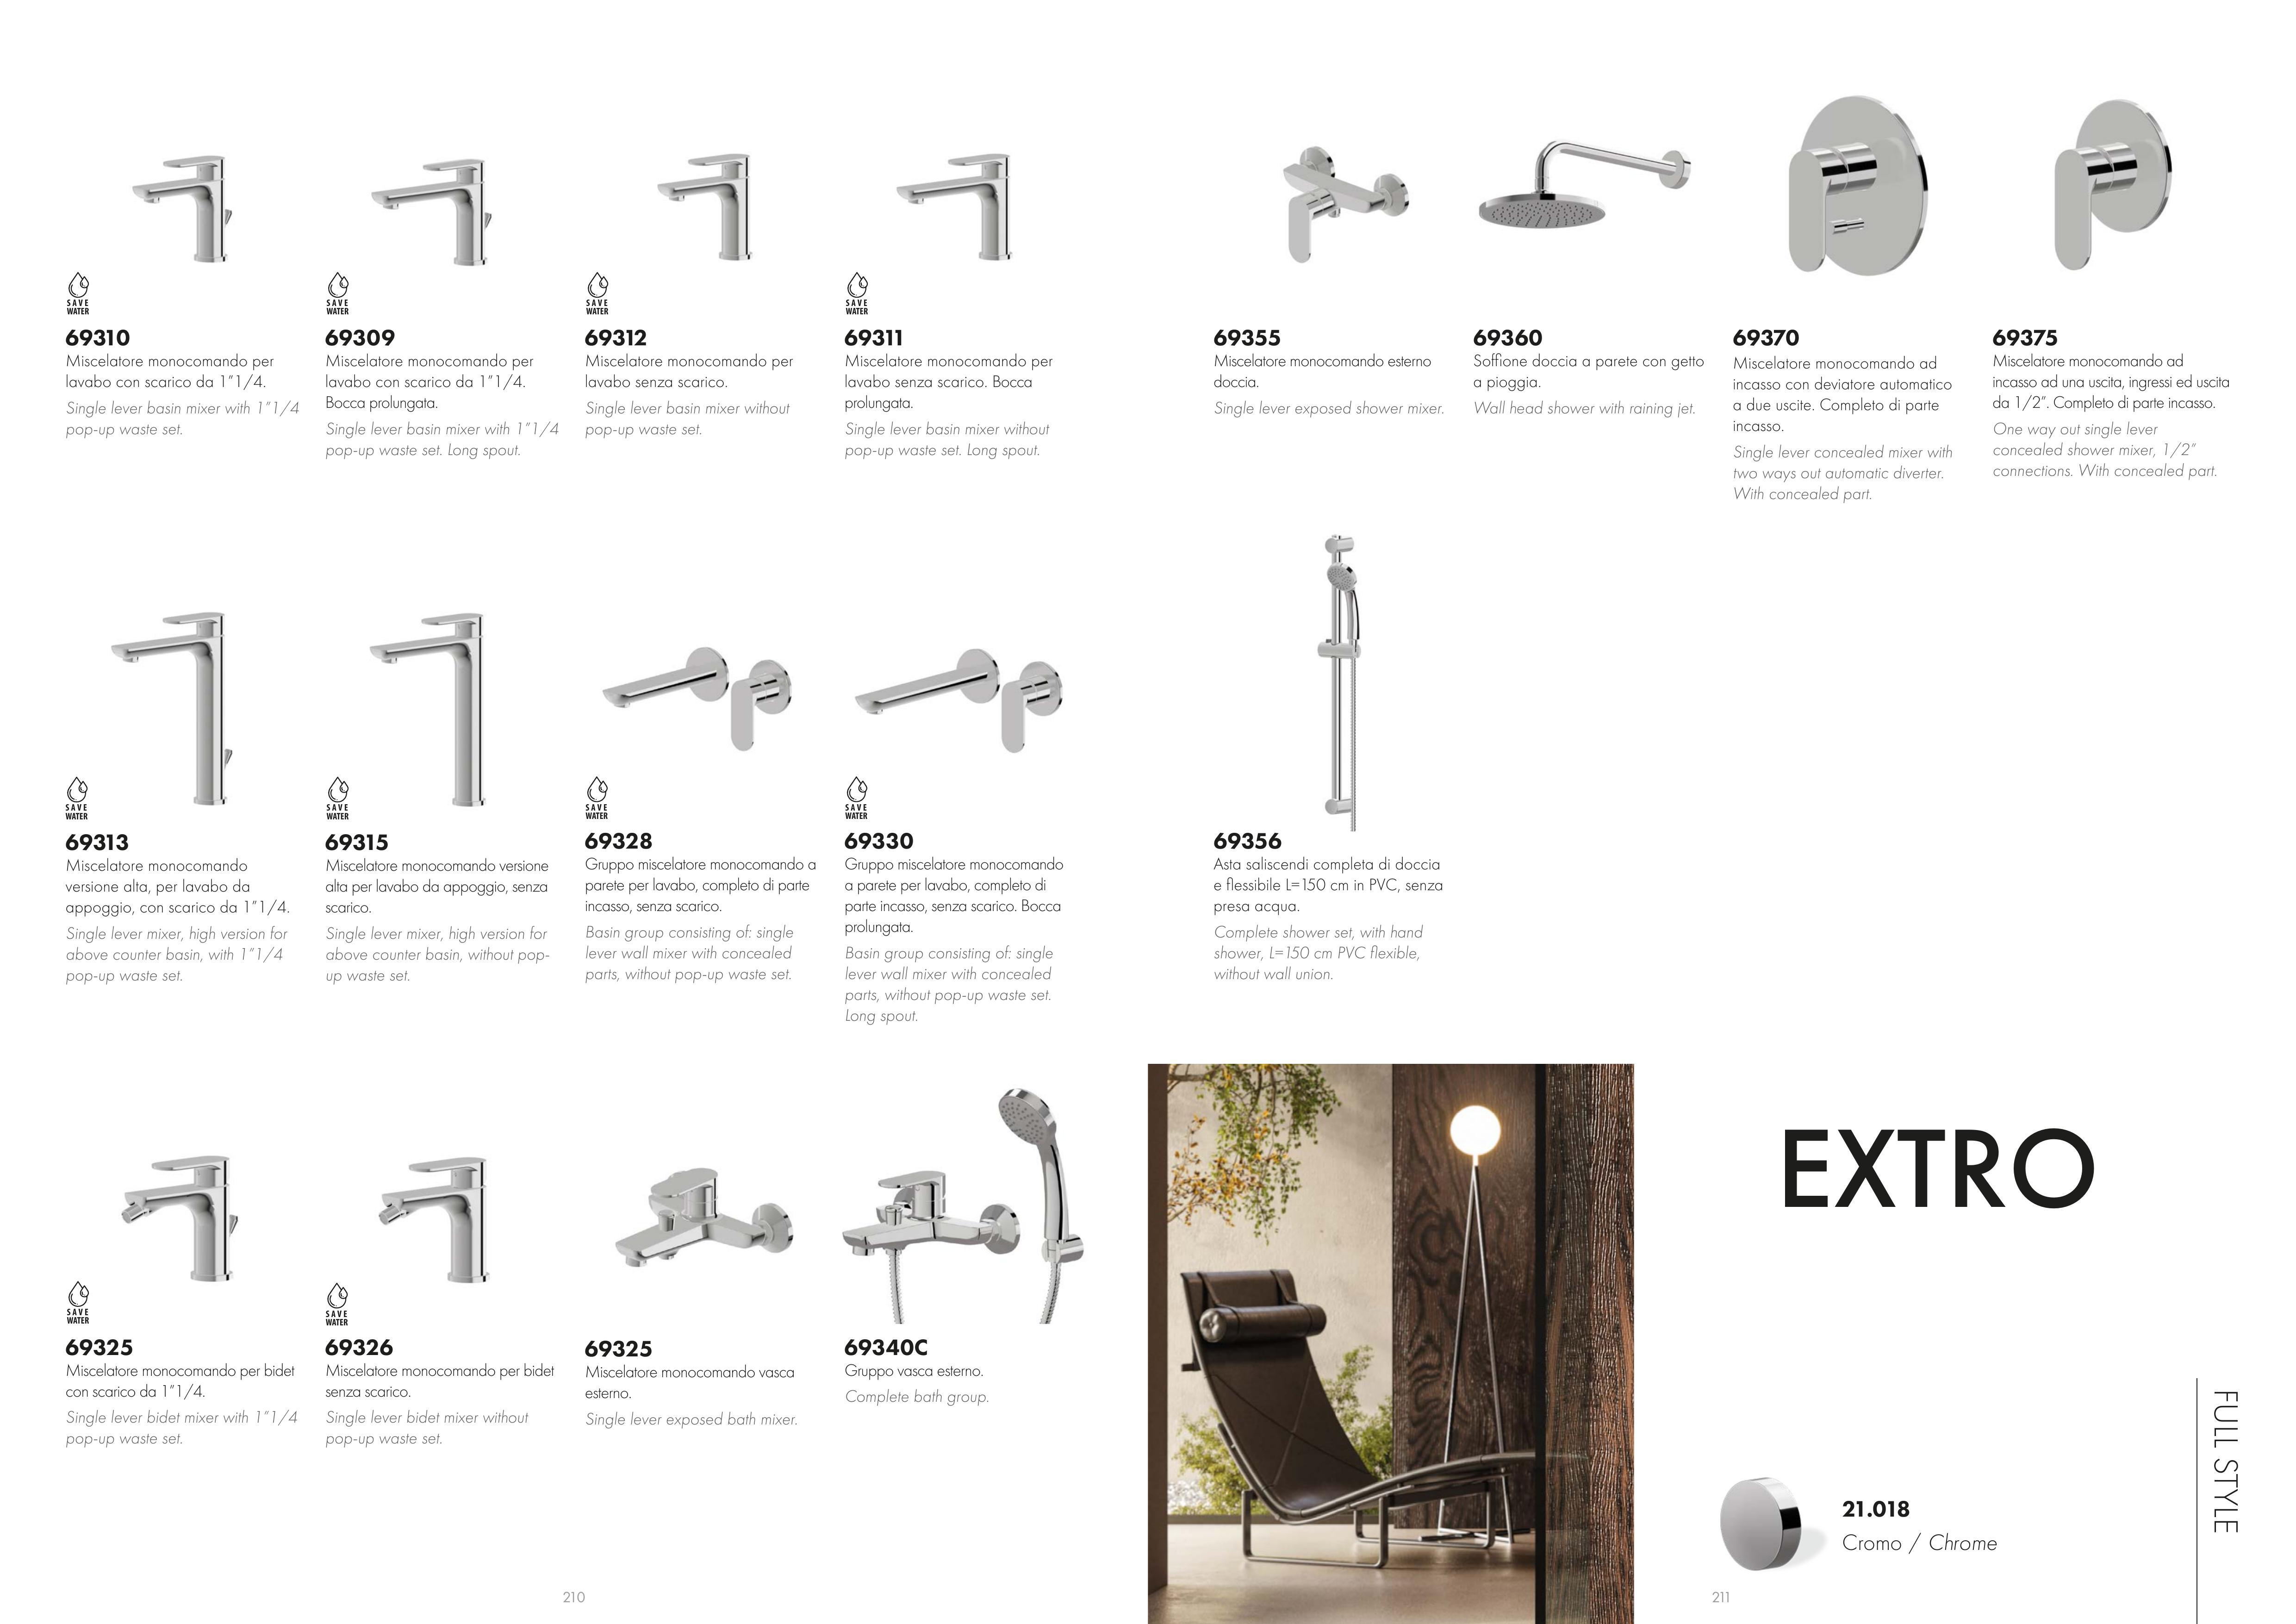 SAVE
WATER
69310
Miscelatore monocomando per
lavabo con scarico da 1"1/4.
Single lever basin mixer with 1"1/4
pop-up waste set.
SAVE
WATER
69309
Miscelatore monocomando per
lavabo con scarico da 1"1/4.
Bocca prolungata.
Single lever basin mixer with 1"1/4
pop-up waste set. Long spout.
SAVE
WATER
69312
Miscelatore monocomando per
lavabo senza scarico.
Single lever basin mixer without
pop-up waste set.
SAVE
WATER
69311
Miscelatore monocomando per
lavabo senza scarico. Bocca
prolungata.
Single lever basin mixer without
pop-up waste set. Long spout.
SAVE
WATER
69313
Miscelatore monocomando
versione alta, per lavabo da
appoggio, con scarico da 1"1/4.
Single lever mixer, high version for
above counter basin, with 1"1/4
pop-up waste set.
SAVE
WATER
69315
Miscelatore monocomando versione
alta per lavabo da appoggio, senza
scarico.
Single lever mixer, high version for
above counter basin, without pop-
up waste set.
SAVE
WATER
69328
Gruppo miscelatore monocomando a
parete per lavabo, completo di parte
incasso, senza scarico.
Basin group consisting of: single
lever wall mixer with concealed
parts, without pop-up waste set.
SAVE
WATER
69330
Gruppo miscelatore monocomando
a parete per lavabo, completo di
parte incasso, senza scarico. Bocca
prolungata.
Basin group consisting of: single
lever wall mixer with concealed
parts, without pop-up waste set.
Long spout.
SAVE
WATER
69325
Miscelatore monocomando per bidet
con scarico da 1"1/4.
Single lever bidet mixer with 1"1/4
pop-up waste set.
SAVE
WATER
69326
Miscelatore monocomando per bidet
senza scarico.
Single lever bidet mixer without
pop-up waste set.
69325
Miscelatore monocomando vasca
esterno.
Single lever exposed bath mixer.
69340C
Gruppo vasca esterno.
Complete bath group.
210
69355
Miscelatore monocomando esterno
doccia.
Single lever exposed shower mixer.
69360
Soffione doccia a parete con getto
a pioggia.
Wall head shower with raining jet.
69370
Miscelatore monocomando ad
incasso con deviatore automatico
a due uscite. Completo di parte
incasso.
Single lever concealed mixer with
two ways out automatic diverter.
With concealed part.
69375
Miscelatore monocomando ad
incasso ad una uscita, ingressi ed uscita
da 1/2". Completo di parte incasso.
One way out single lever
concealed shower mixer, 1/2"
connections. With concealed part.
69356
Asta saliscendi completa di doccia
e flessibile L=150 cm in PVC, senza
presa acqua.
Complete shower set, with hand
shower, L=150 cm PVC flexible,
without wall union.
EXTRO
21.018
Cromo / Chrome
FULL STYLE
211